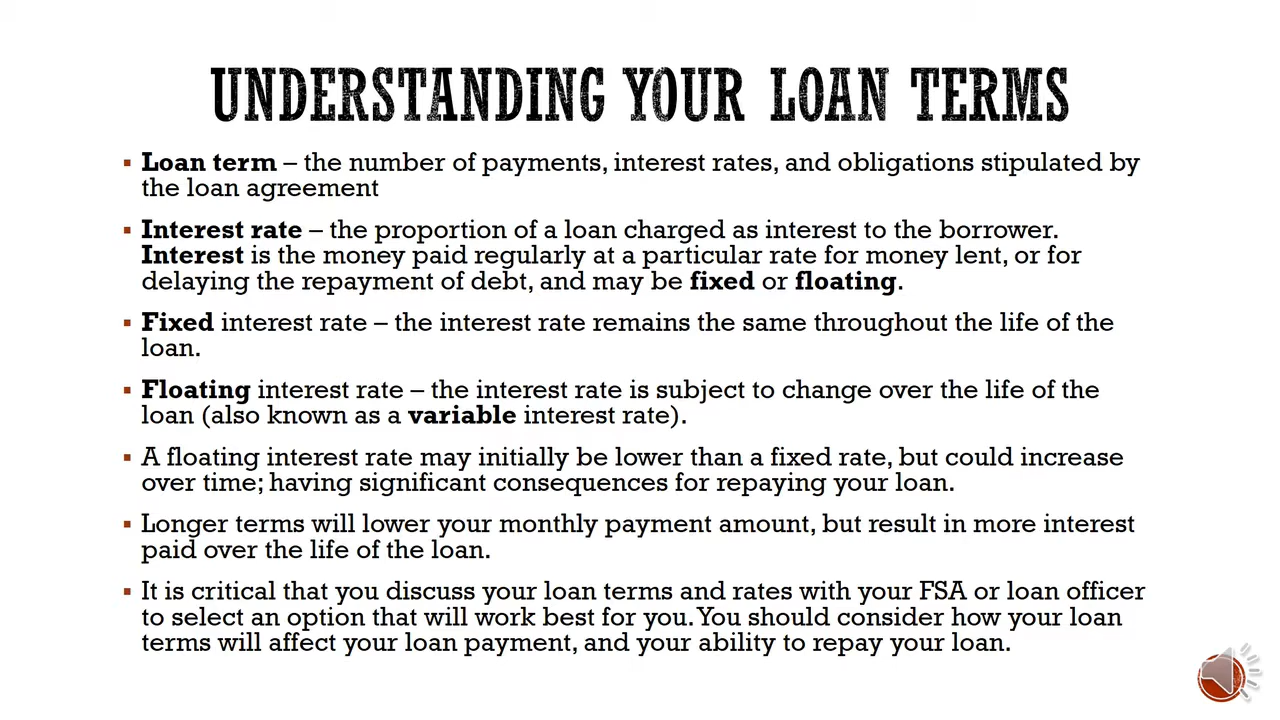 UNDERSTANDING YOUR LOAN TERMS
▪ Loan term – the number of payments, interest rates, and obligations stipulated by
the loan agreement
▪ Interest rate – the proportion of a loan charged as interest to the borrower.
Interest is the money paid regularly at a particular rate for money lent, or for
delaying the repayment of debt, and may be fixed or floating.
▪ Fixed interest rate – the interest rate remains the same throughout the life of the
loan.
▪ Floating interest rate – the interest rate is subject to change over the life of the
loan (also known as a variable interest rate).
▪ A floating interest rate may initially be lower than a fixed rate, but could increase
over time; having significant consequences for repaying your loan.
▪ Longer terms will lower your monthly payment amount, but result in more interest
paid over the life of the loan.
▪ It is critical that you discuss your loan terms and rates with your FSA or loan officer
to select an option that will work best for you. You should consider how your loan
terms will affect your loan payment, and your ability to repay your loan.